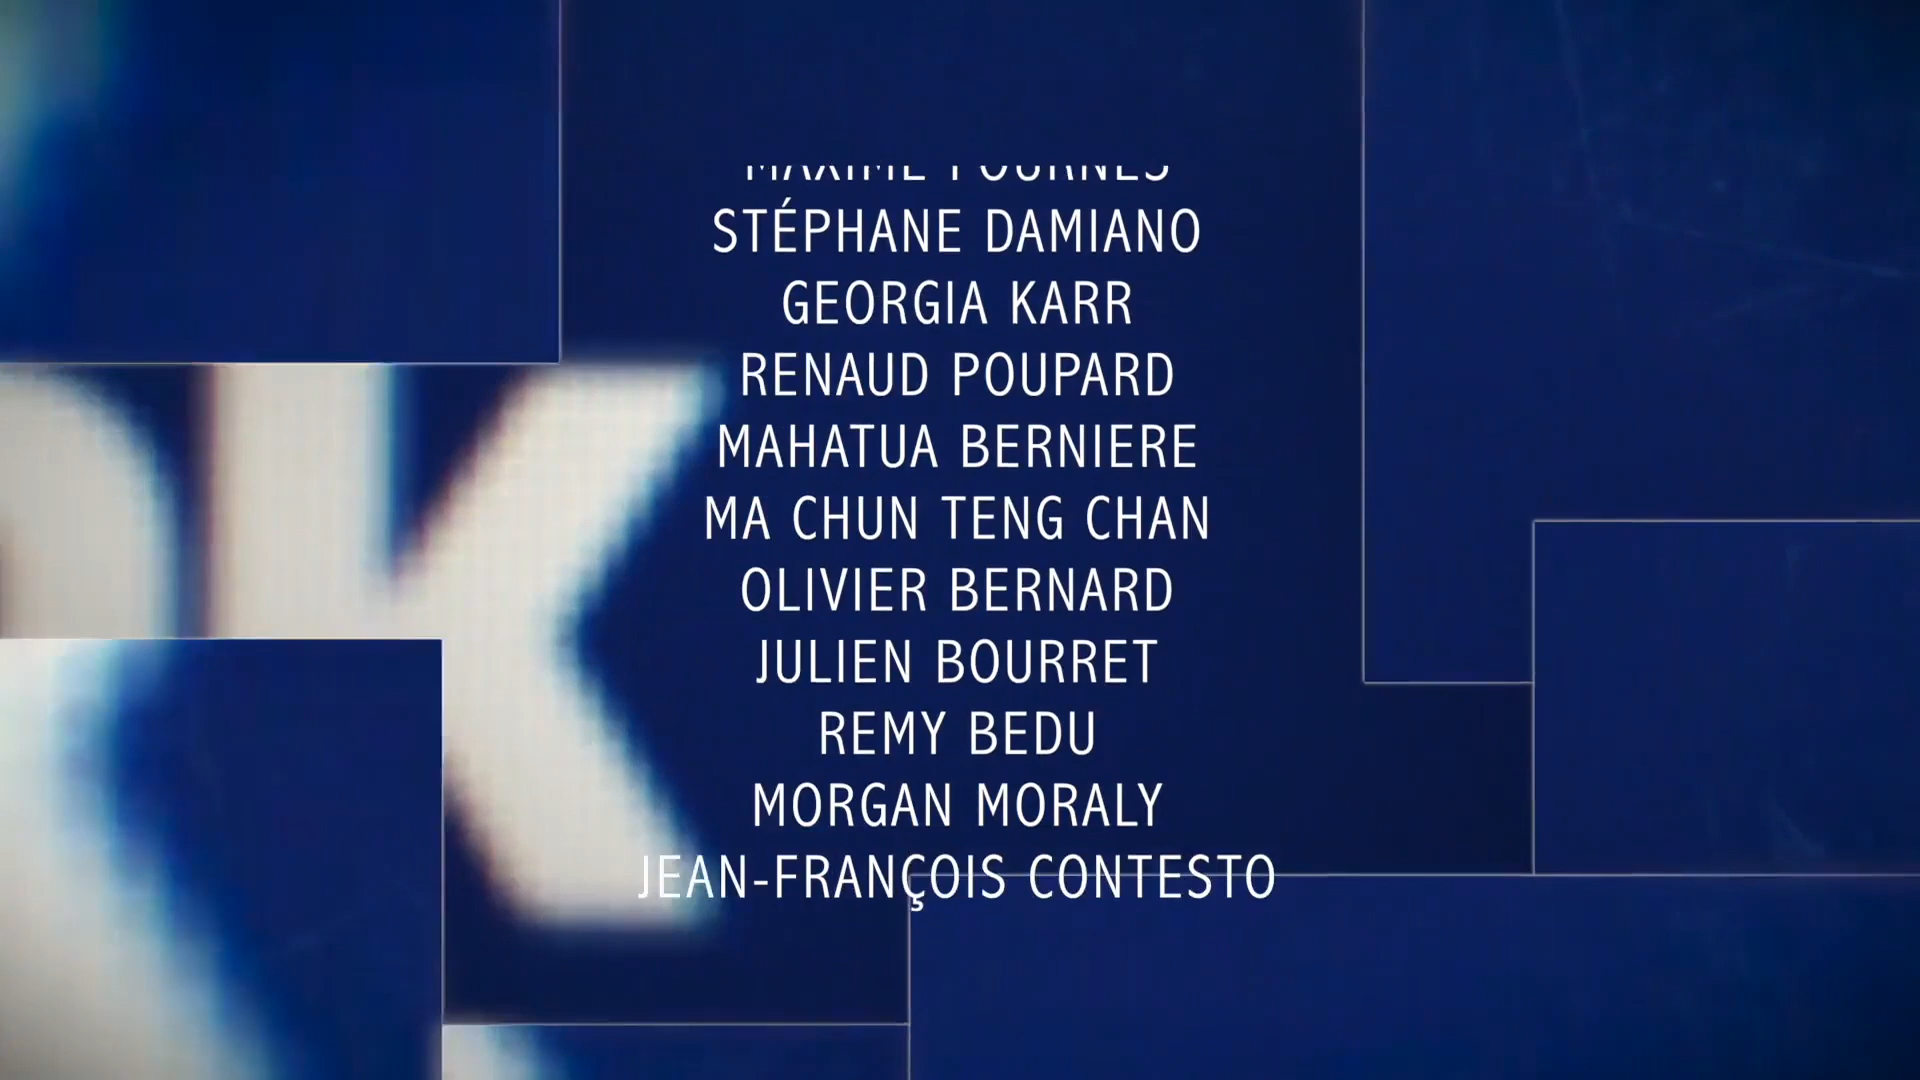 STÉPHANE DAMIANO
GEORGIA KARR
RENAUD POUPARD
MAHATUA BERNIERE
MA CHUN TENG CHAN
OLIVIER BERNARD
JULIEN BOURRET
REMY BEDU
MORGAN MORALY
JEAN-FRANÇOIS CONTESTO